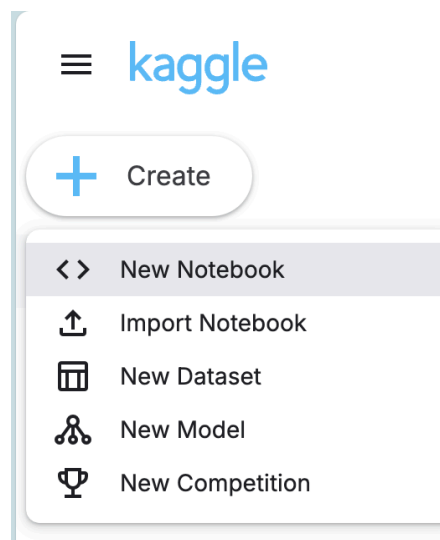 kaggle
Create
New Notebook
Import Notebook
New Dataset
New Model
New Competition